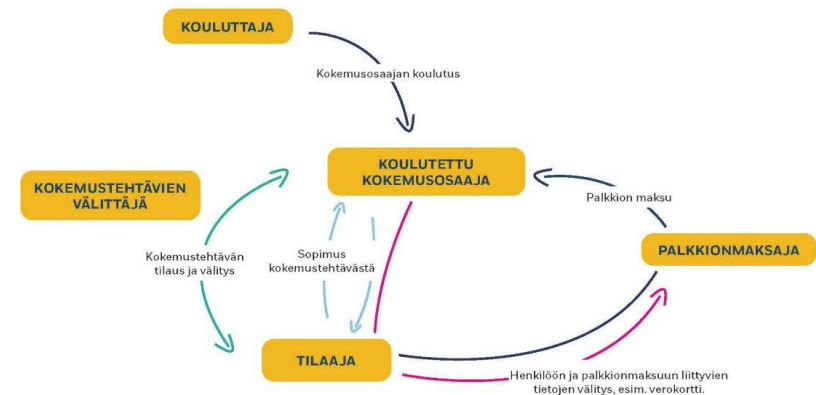 KOULUTTAJA
Kokemusosaajan koulutus
KOULUTETTU
KOKEMUSOSAAJA
KOKEMUSTEHTÄVIEN
VÄLITTÄJÄ
Palkkion maksu
Kokemustehtävän
tilaus ja välitys
Sopimus
kokemustehtävästä
PALKKIONMAKSAJA
TILAAJA
Henkilöön ja palkkionmaksuun liittyvien
tietojen välitys, esim. verokortti.